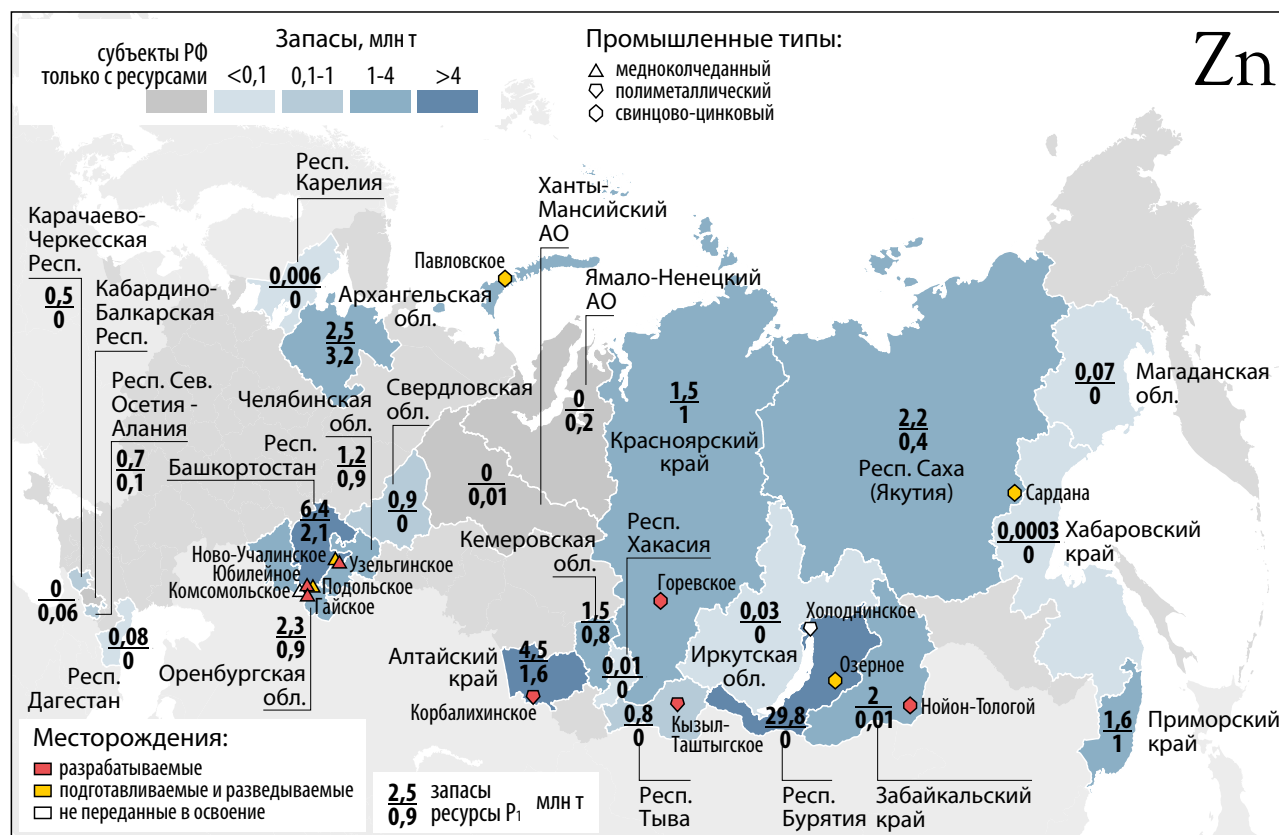 Zn
субъекты РФ
только с ресурсами
Запасы, млн т
<0,1
0,1-1
1-4
>4
Промышленные типы:
медноколчеданный
полиметаллический
свинцово-цинковый
Респ.
Карелия
0,006
0
Карачаево-
Черкесская
Респ.
0,5
0
Кабардино-
Балкарская
Респ.
0
0,06
Респ. Сев.
Осетия -
Алания
0,7
0,1
Респ.
Дагестан
0,08
0
Архангельская
обл.
2,5
3,2
Павловское
Ханты-
Мансийский
АО
0
0,01
Ямало-Ненецкий
АО
0
0,2
Челябинская
обл.
1,2
0,9
Свердловская
обл.
0,9
0
Респ.
Башкортостан
6,4
2,1
Ново-Учалинское
Узельгинское
Юбилейное
Подольское
Комсомольское
Гайское
2,3
0,9
Оренбургская
обл.
1,5
1
Красноярский
край
Горевское
2,2
0,4
Респ. Саха
(Якутия)
Сардана
0,07
0
Магаданская
обл.
0,0003
0
Хабаровский
край
Кемеровская
обл.
1,5
0,8
Респ.
Хакасия
0,01
0
Алтайский
край
4,5
1,6
Корбалихинское
0,8
0
Респ.
Тыва
Кызыл-
Таштыгское
0,03
0
Иркутская
обл.
Холоднинское
Озерное
29,8
0
Респ.
Бурятия
2
0,01
Забайкальский
край
Нойон-Тологой
1,6
1
Приморский
край
Месторождения:
разрабатываемые
подготавливаемые и разведываемые
не переданные в освоение
2,5
0,9
запасы
ресурсы P₁
млн т